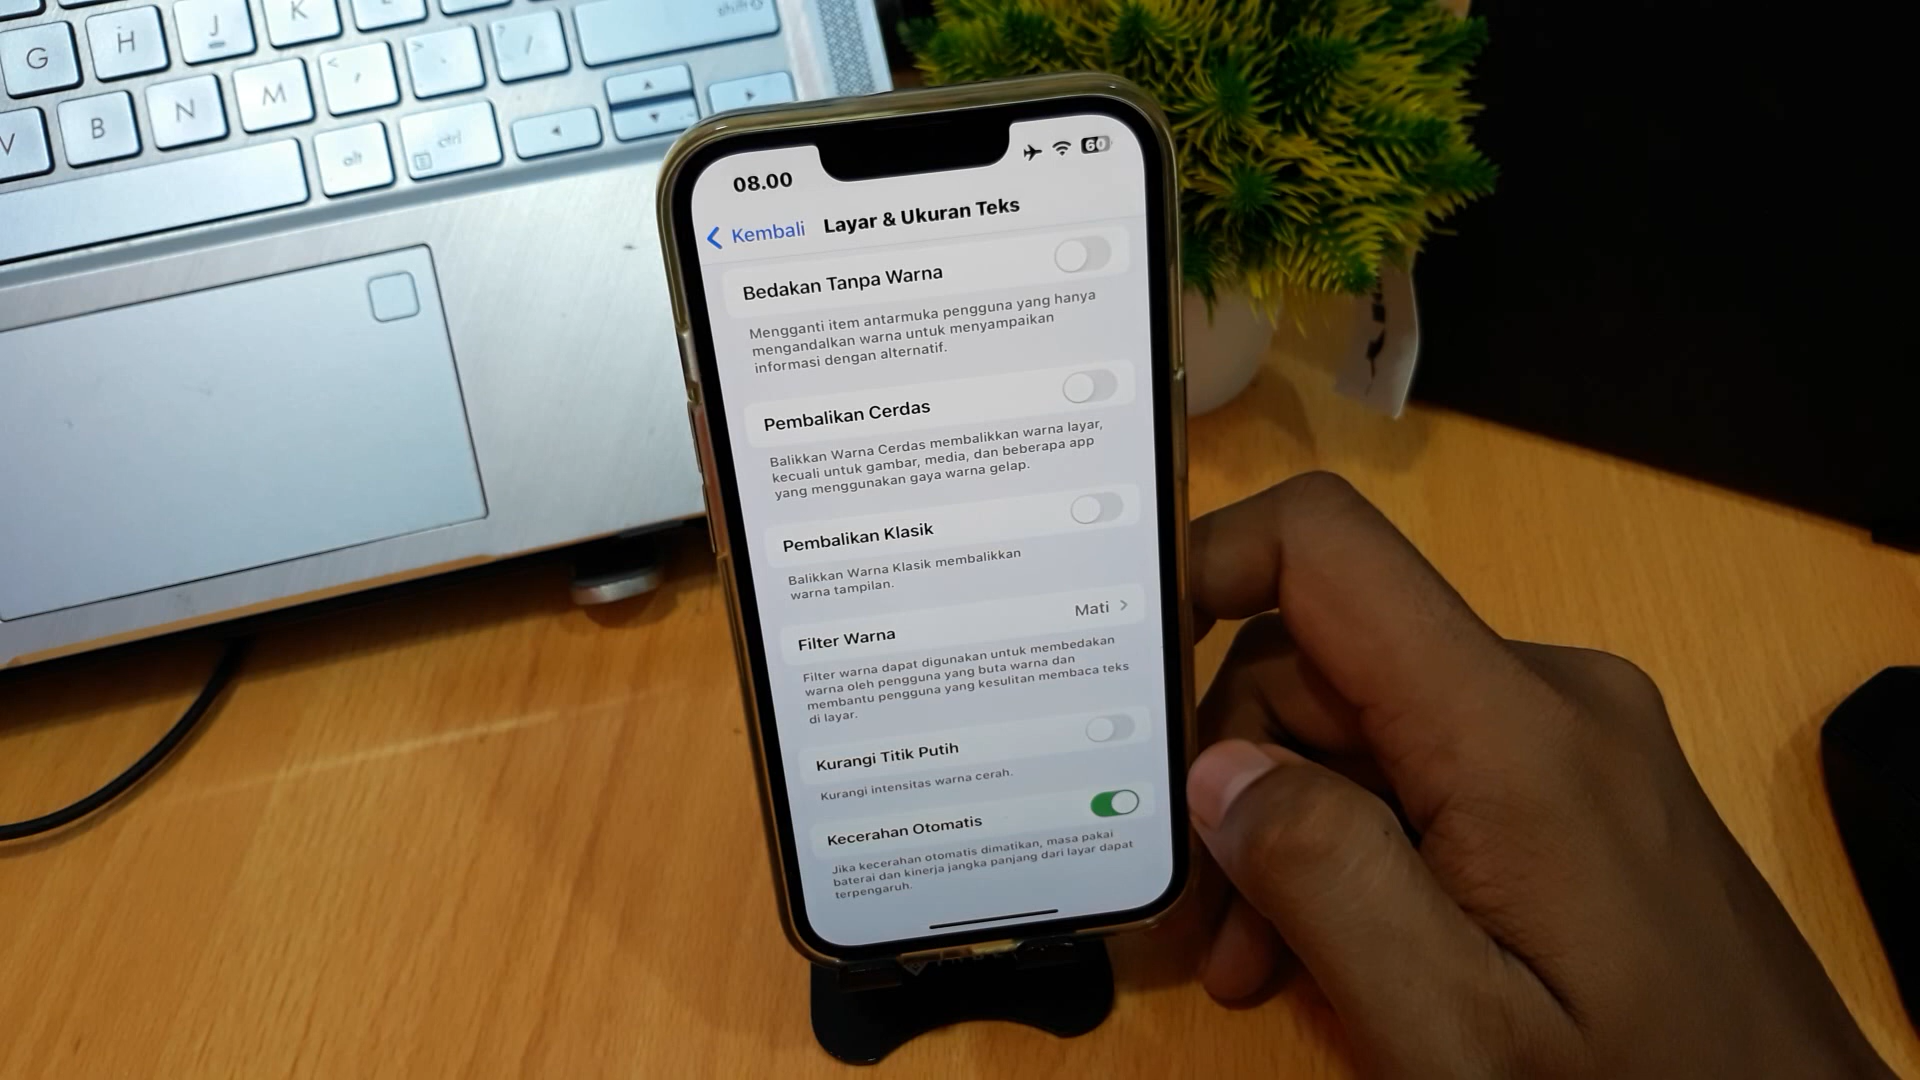 G H J K L shift
V B N M < , > . ? /
alt ctrl
08.00
60
Kembali Layar & Ukuran Teks
Bedakan Tanpa Warna
Mengganti item antarmuka pengguna yang hanya
mengandalkan warna untuk menyampaikan
informasi dengan alternatif.
Pembalikan Cerdas
Balikkan Warna Cerdas membalikkan warna layar,
kecuali untuk gambar, media, dan beberapa app
yang menggunakan gaya warna gelap.
Pembalikan Klasik
Balikkan Warna Klasik membalikkan
warna tampilan.
Filter Warna Mati
Filter warna dapat digunakan untuk membedakan
warna oleh pengguna yang buta warna dan
membantu pengguna yang kesulitan membaca teks
di layar.
Kurangi Titik Putih
Kurangi intensitas warna cerah.
Kecerahan Otomatis
Jika kecerahan otomatis dimatikan, masa pakai
baterai dan kinerja jangka panjang dari layar dapat
terpengaruh.